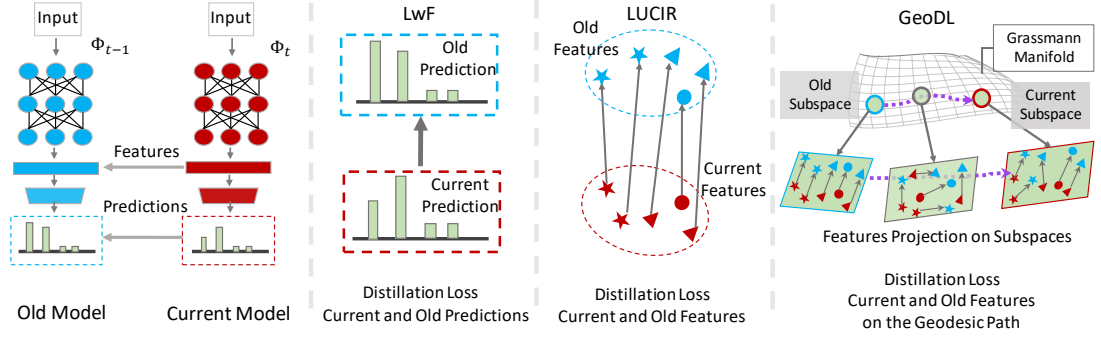 Input
Φt−1
Input
Φt
Features
Predictions
Old Model
Current Model
LwF
Old
Prediction
Current
Prediction
Distillation Loss
Current and Old Predictions
LUCIR
Old
Features
Current
Features
Distillation Loss
Current and Old Features
GeoDL
Grassmann
Manifold
Old
Subspace
Current
Subspace
Features Projection on Subspaces
Distillation Loss
Current and Old Features
on the Geodesic Path